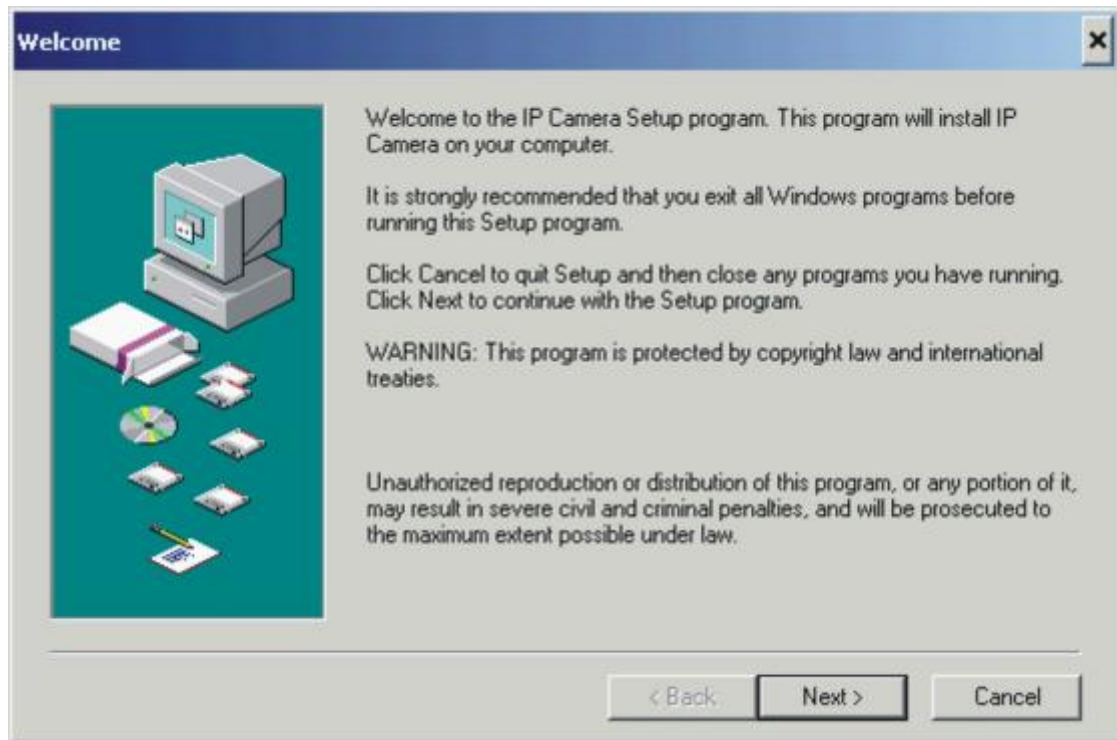 Welcome
Welcome to the IP Camera Setup program. This program will install IP
Camera on your computer.
It is strongly recommended that you exit all Windows programs before
running this Setup program.
Click Cancel to quit Setup and then close any programs you have running.
Click Next to continue with the Setup program.
WARNING: This program is protected by copyright law and international
treaties.
Unauthorized reproduction or distribution of this program, or any portion of it,
may result in severe civil and criminal penalties, and will be prosecuted to
the maximum extent possible under law.
< Back
Next >
Cancel